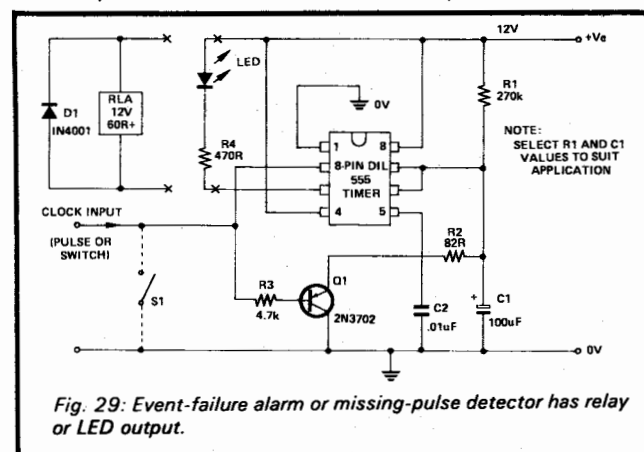 12V
+Ve
LED
R1
270k
D1
IN4001
RLA
12V
60R+
0V
NOTE:
SELECT R1 AND C1
VALUES TO SUIT
APPLICATION
R4
470R
1
8
8-PIN DIL
555
TIMER
4
5
CLOCK INPUT
(PULSE OR
SWITCH)
R2
82R
S1
R3
4.7k
Q1
2N3702
C2
.01uF
+
C1
100uF
0V
Fig. 29: Event-failure alarm or missing-pulse detector has relay
or LED output.